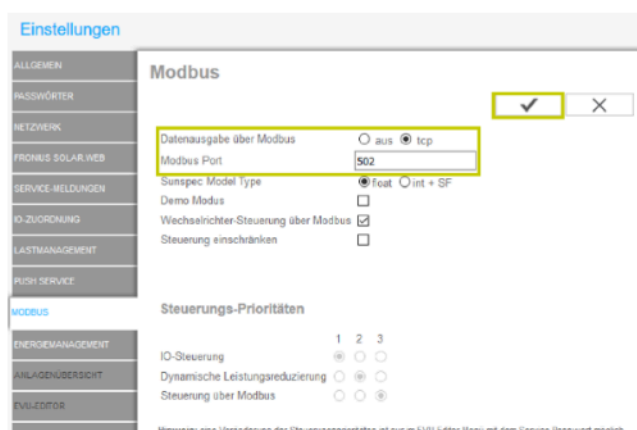 Einstellungen
ALLGEMEIN
PASSWÖRTER
NETZWERK
FRONIUS SOLAR.WEB
SERVICE-MELDUNGEN
IO-ZUORDNUNG
LASTMANAGEMENT
PUSH SERVICE
MODBUS
ENERGIEMANAGEMENT
ANLAGENÜBERSICHT
EVU-EDITOR
Modbus
Datenausgabe über Modbus aus tcp
Modbus Port 502
Sunspec Model Type float int + SF
Demo Modus
Wechselrichter-Steuerung über Modbus
Steuerung einschränken
Steuerungs-Prioritäten
1 2 3
IO-Steuerung
Dynamische Leistungsreduzierung
Steuerung über Modbus